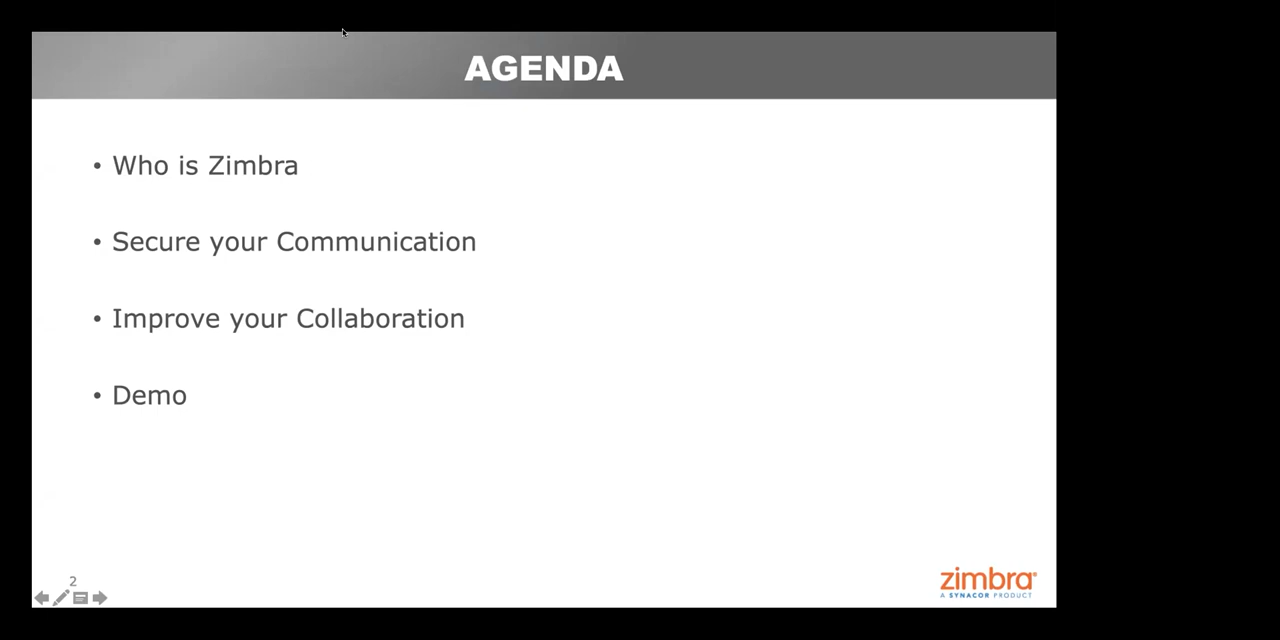 AGENDA
• Who is Zimbra
• Secure your Communication
• Improve your Collaboration
• Demo
2
zimbra®
A SYNACOR PRODUCT